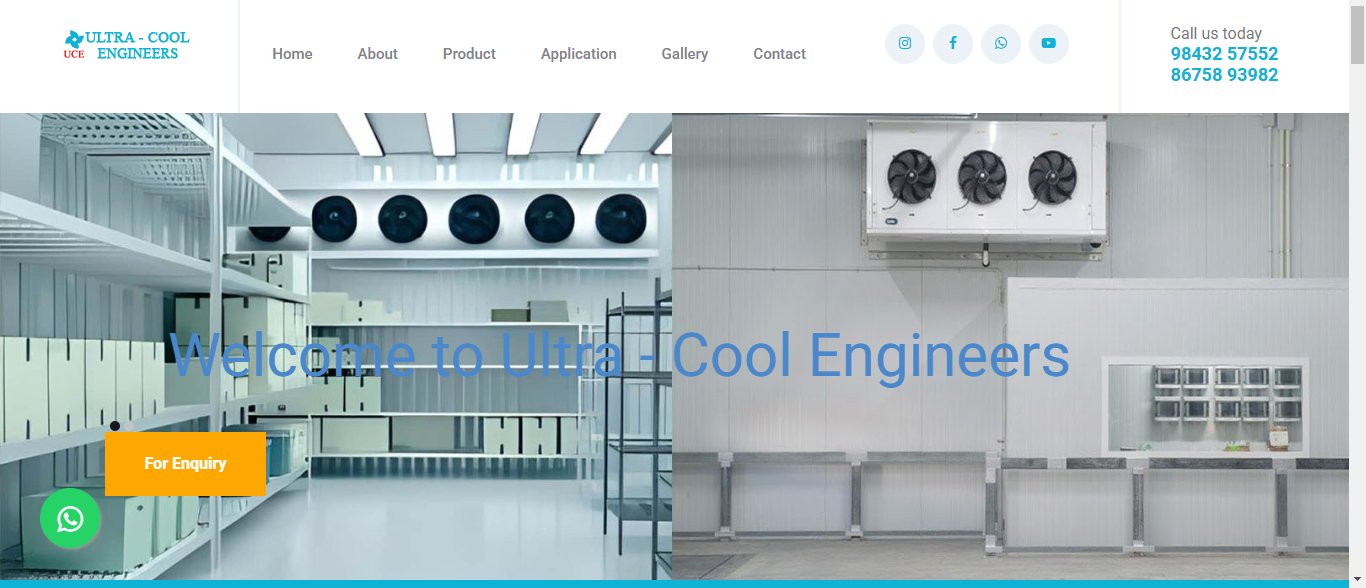 ULTRA - COOL
UCE ENGINEERS
Home About Product Application Gallery Contact
Call us today
98432 57552
86758 93982
Welcome to Ultra - Cool Engineers
For Enquiry